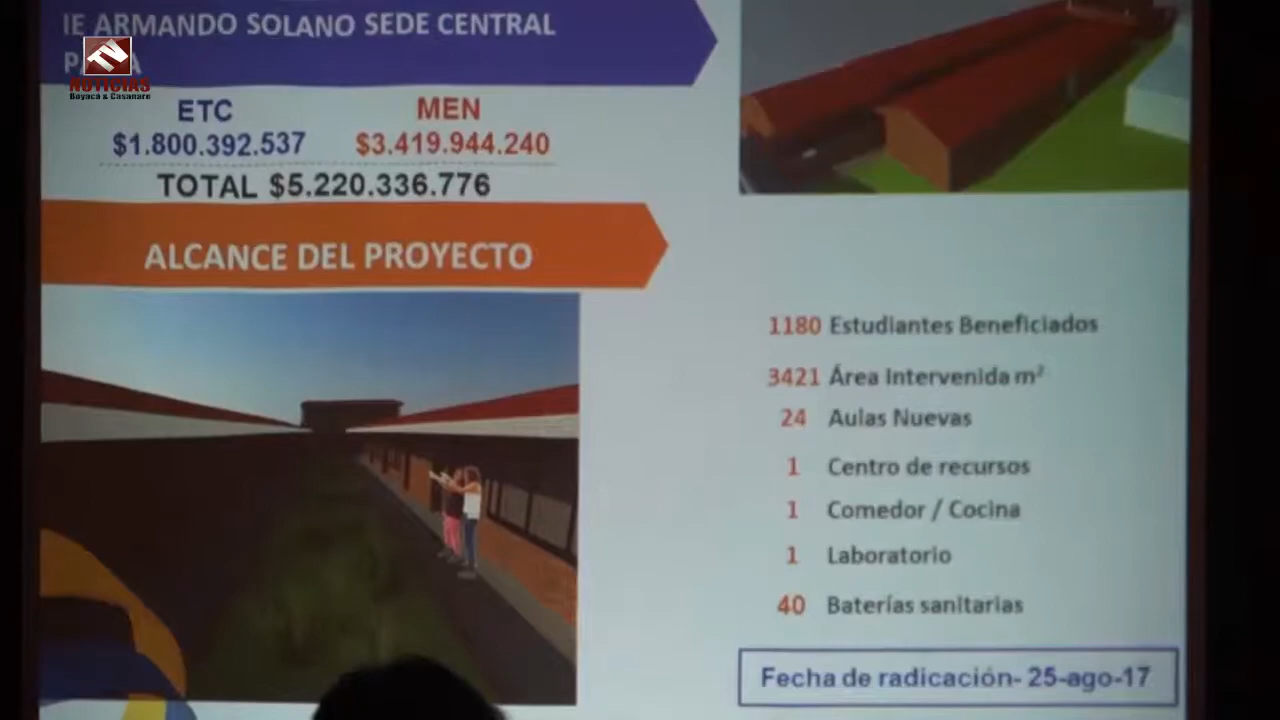 IE ARMANDO SOLANO SEDE CENTRAL
NOTICIAS
Boyacá & Casanare
ETC MEN
$1.800.392.537 $3.419.944.240
TOTAL $5.220.336.776
ALCANCE DEL PROYECTO
1180 Estudiantes Beneficiados
3421 Área Intervenida m²
24 Aulas Nuevas
1 Centro de recursos
1 Comedor / Cocina
1 Laboratorio
40 Baterías sanitarias
Fecha de radicación- 25-ago-17